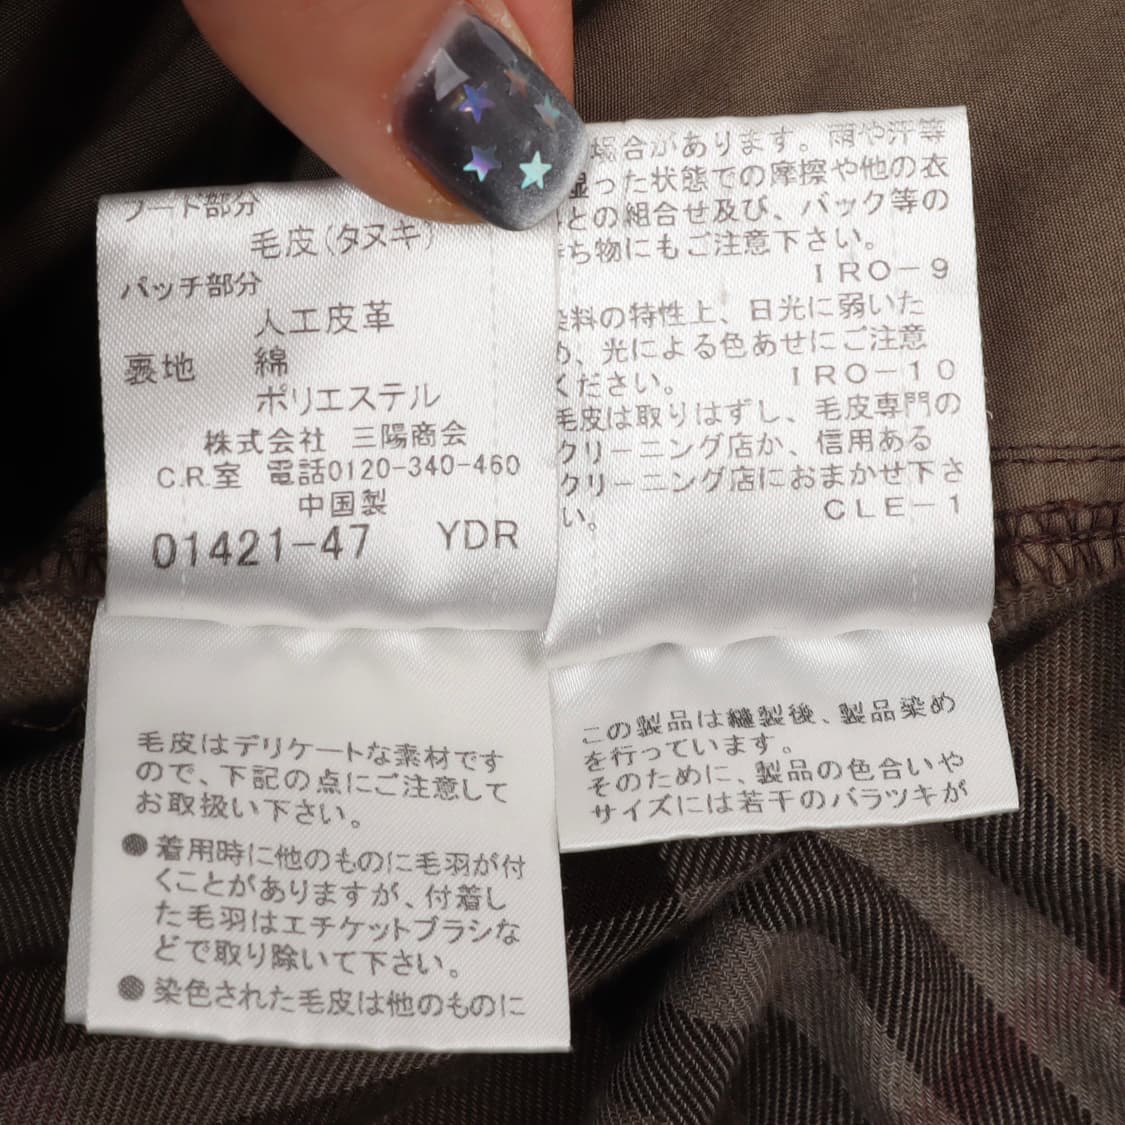 フード部分
毛皮(タヌキ)
パッチ部分
人工皮革
裏地 綿
ポリエステル
株式会社 三陽商会
C.R.室 電話0120-340-460
中国製
01421-47 YDR
毛皮はデリケートな素材です
ので、下記の点にご注意して
お取扱い下さい。
●着用時に他のものに毛羽が付
くことがありますが、付着し
た毛羽はエチケットブラシな
どで取り除いて下さい。
●染色された毛皮は他のものに
場合があります。雨や汗等
湿った状態での摩擦や他の衣
との組合せ及び、バック等の
ち物にもご注意下さい。
IRO-9
料の特性上、日光に弱いた
め、光による色あせにご注意
ください。 IRO-10
毛皮は取りはずし、毛皮専門の
クリーニング店か、信用ある
クリーニング店におまかせ下さ
い。 CLE-1
この製品は縫製後、製品染め
を行っています。
そのために、製品の色合いや
サイズには若干のバラツキが